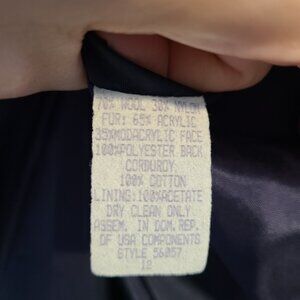 70% WOOL 30% NYLON
FUR: 65% ACRYLIC
35%MODACRYLIC FACE
100%POLYESTER BACK
CORDUROY
100% COTTON
LINING:100%ACETATE
DRY CLEAN ONLY
ASSEM. IN DOM. REP.
OF USA COMPONENTS
STYLE 56057
12